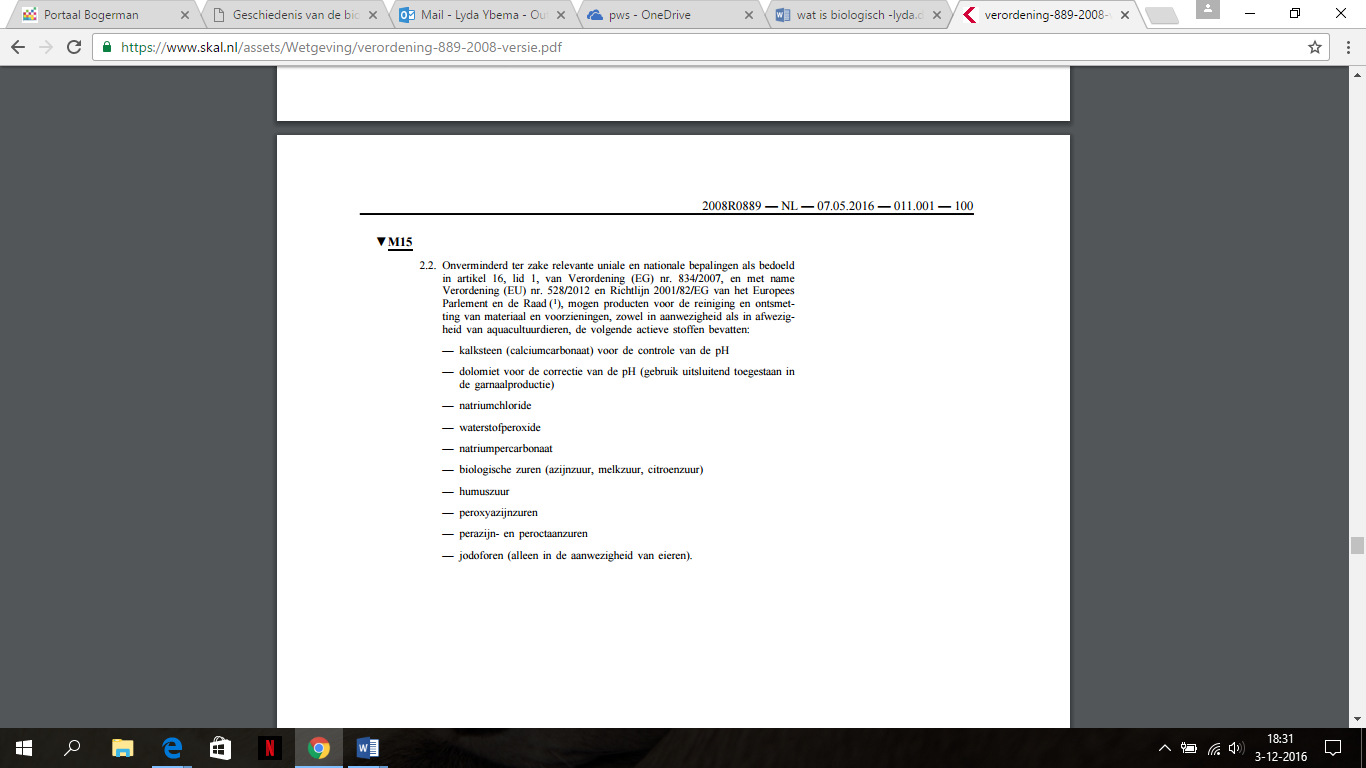 Portaal Bogerman
Geschiedenis van de bio
Mail - Lyda Ybema - Ou
pws - OneDrive
wat is biologisch -lyda.d
verordening-889-2008-
https://www.skal.nl/assets/Wetgeving/verordening-889-2008-versie.pdf
2008R0889 — NL — 07.05.2016 — 011.001 — 100
▼M15
2.2. Onverminderd ter zake relevante uniale en nationale bepalingen als bedoeld
in artikel 16, lid 1, van Verordening (EG) nr. 834/2007, en met name
Verordening (EU) nr. 528/2012 en Richtlijn 2001/82/EG van het Europees
Parlement en de Raad (¹), mogen producten voor de reiniging en ontsmet-
ting van materiaal en voorzieningen, zowel in aanwezigheid als in afwezig-
heid van aquacultuurdieren, de volgende actieve stoffen bevatten:
— kalksteen (calciumcarbonaat) voor de controle van de pH
— dolomiet voor de correctie van de pH (gebruik uitsluitend toegestaan in
de garnaalproductie)
— natriumchloride
— waterstofperoxide
— natriumpercarbonaat
— biologische zuren (azijnzuur, melkzuur, citroenzuur)
— humuszuur
— peroxyazijnzuren
— perazijn- en peroctaanzuren
— jodoforen (alleen in de aanwezigheid van eieren).
18:31
3-12-2016